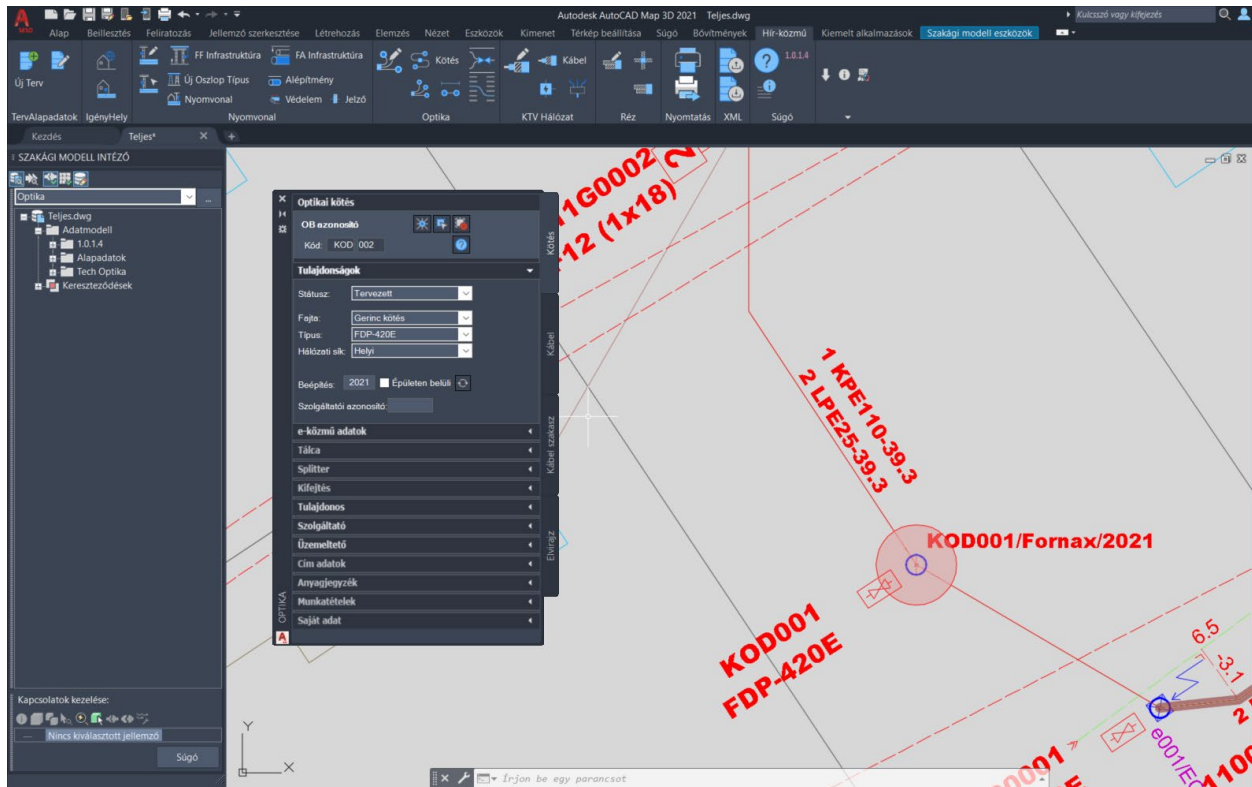 Autodesk AutoCAD Map 3D 2021 Teljes.dwg
Kulcsszó vagy kifejezés
M3D
Alap Beillesztés Feliratozás Jellemző szerkesztése Létrehozás Elemzés Nézet Eszközök Kimenet Térkép beállítása Súgó Bővítmények Hír-közmű Kiemelt alkalmazások Szakági modell eszközök
FF Infrastruktúra FA Infrastruktúra Kötés Kábel 1.0.1.4
Új Terv
Új Oszlop Típus Alépítmény
Nyomvonal Védelem Jelző
TervAlapadatok IgényHely Nyomvonal Optika KTV Hálózat Réz Nyomtatás XML Súgó
Kezdés Teljes* +
SZAKÁGI MODELL INTÉZŐ
Optika ...
Teljes.dwg
Adatmodell
1.0.1.4
Alapadatok
Tech Optika
Kereszteződések
Kapcsolatok kezelése:
Nincs kiválasztott jellemző
Súgó
Optikai kötés
OB azonosító
Kód: KOD 002
Tulajdonságok
Státusz: Tervezett
Fajta: Gerinc kötés
Típus: FDP-420E
Hálózati sík: Helyi
Beépítés: 2021 Épületen belüli
Szolgáltatói azonosító:
e-közmű adatok
Tálca
Splitter
Kifejtés
Tulajdonos
Szolgáltató
Üzemeltető
Cím adatok
Anyagjegyzék
Munkatételek
Saját adat
OPTIKA
Kötés
Kábel
Kábel szakasz
Elvirajz
11G0002
12 (1x18)
1 KPE110-39.3
2 LPE25-39.3
KOD001/Fornax/2021
KOD001
FDP-420E
6.5
-3.1
Y
X
Írjon be egy parancsot